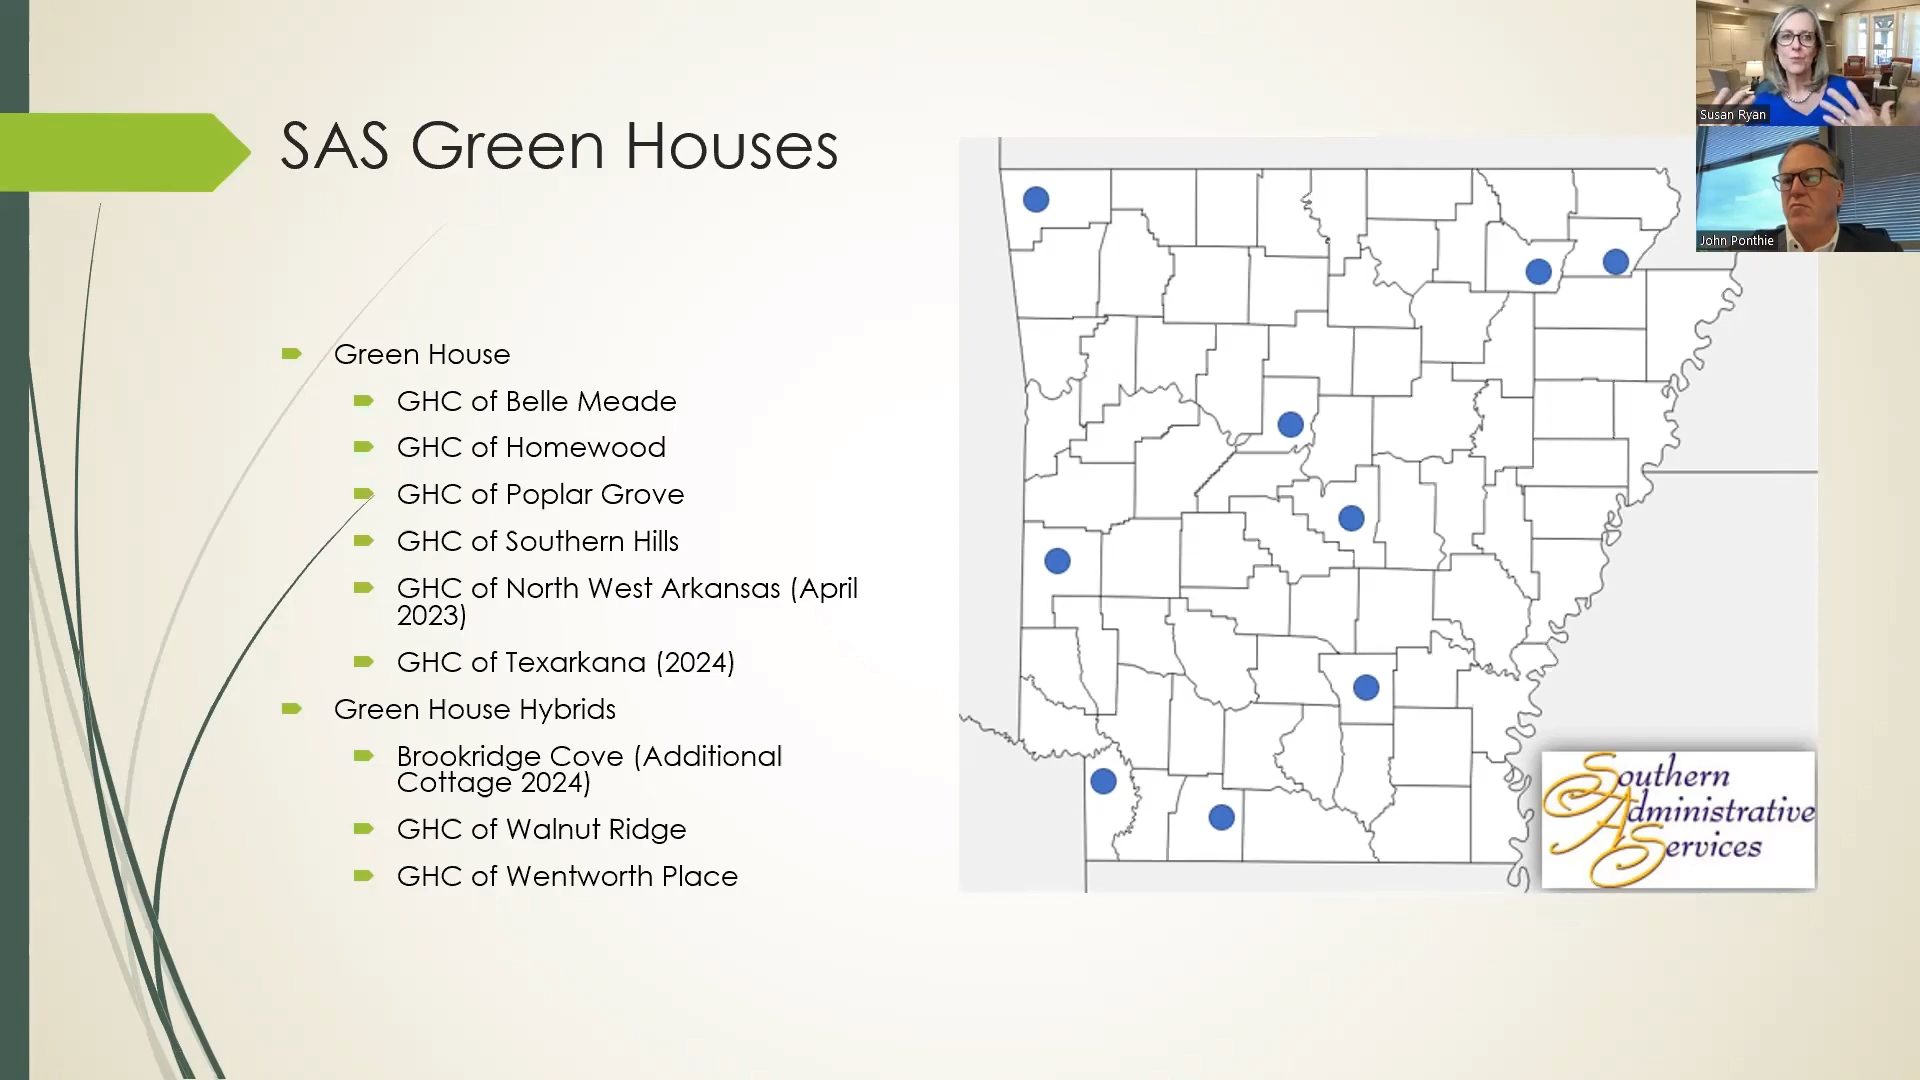 SAS Green Houses
Green House
GHC of Belle Meade
GHC of Homewood
GHC of Poplar Grove
GHC of Southern Hills
GHC of North West Arkansas (April
2023)
GHC of Texarkana (2024)
Green House Hybrids
Brookridge Cove (Additional
Cottage 2024)
GHC of Walnut Ridge
GHC of Wentworth Place
Southern
Administrative
Services
Susan Ryan
John Ponthie